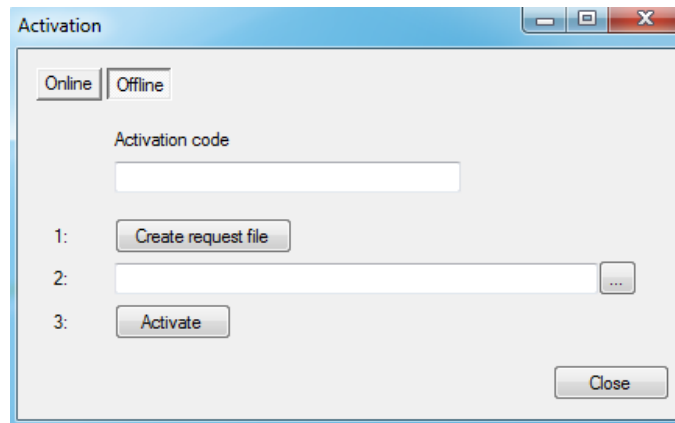 Activation
Online Offline
Activation code
1: Create request file
2: ...
3: Activate
Close